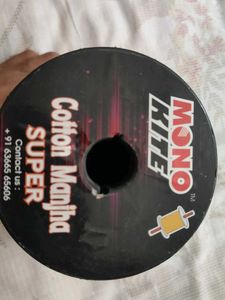 MONO
KITE
TM
Cotton Manjha
SUPER
Contact us :
+ 91 63665 65606